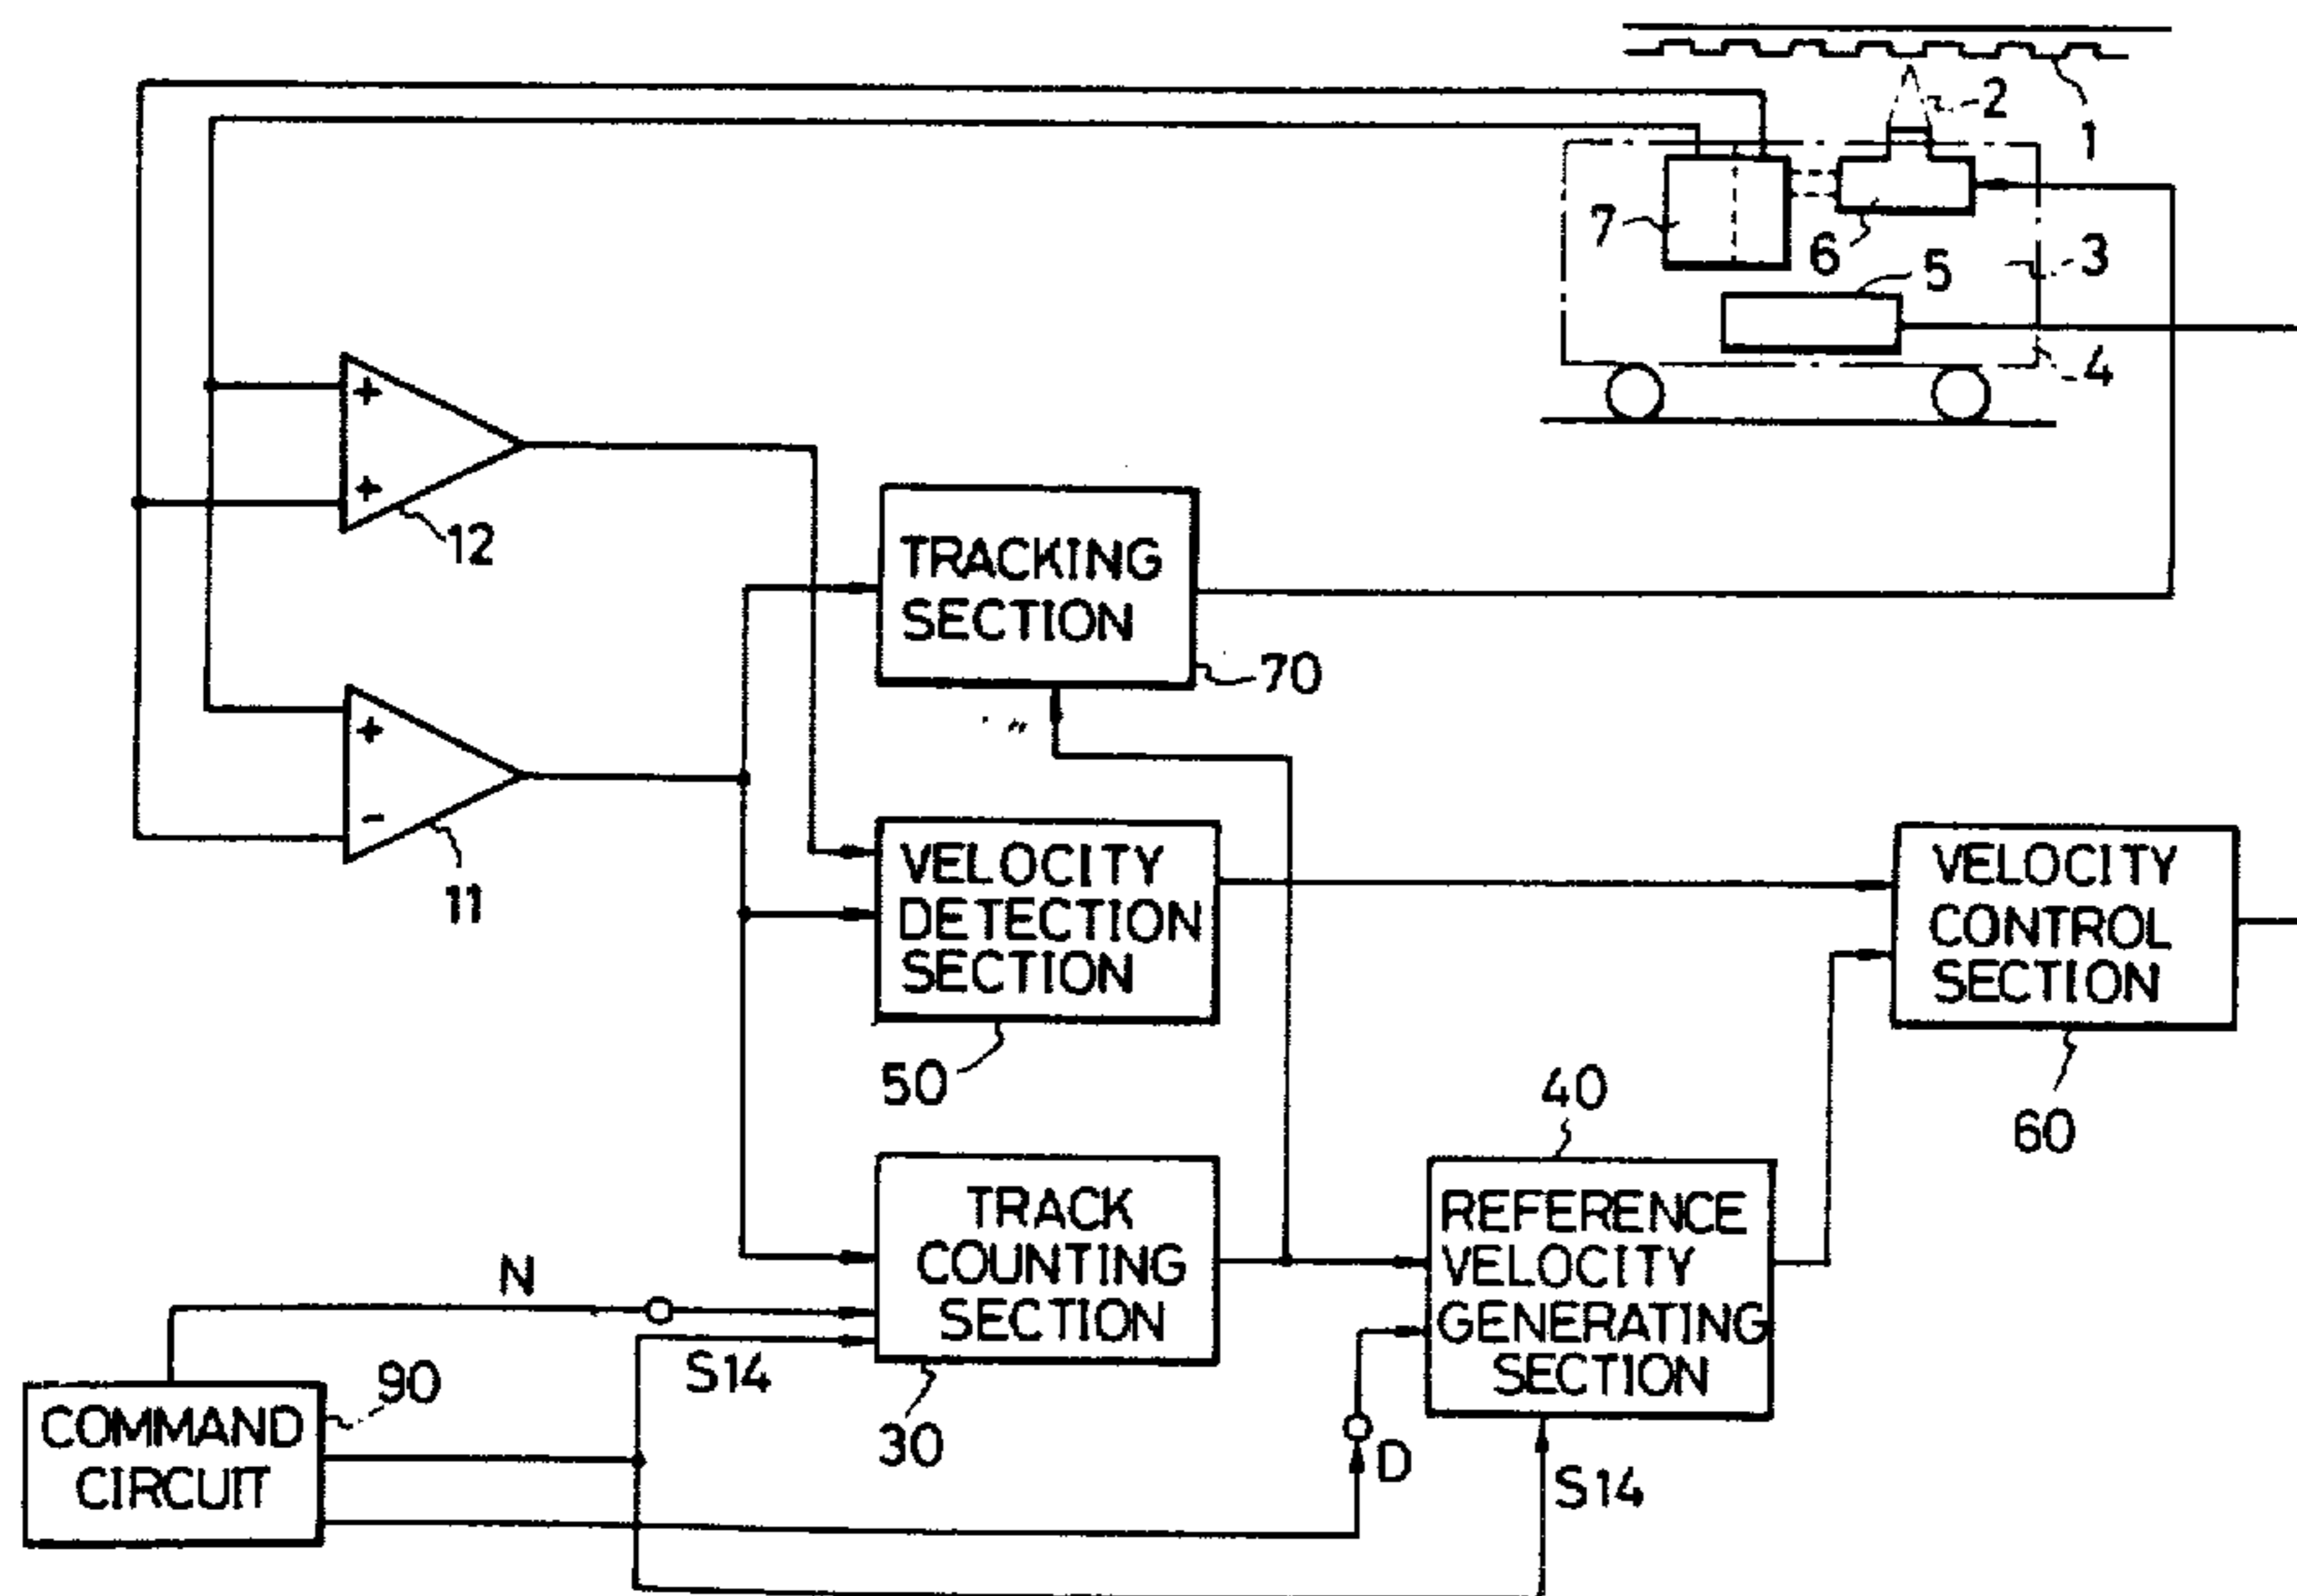 2
1
7
6
5
3
4
+
+
12
TRACKING
SECTION
70
+
-
11
VELOCITY
DETECTION
SECTION
50
VELOCITY
CONTROL
SECTION
60
40
TRACK
COUNTING
SECTION
30
REFERENCE
VELOCITY
GENERATING
SECTION
N
S14
90
COMMAND
CIRCUIT
D
S14